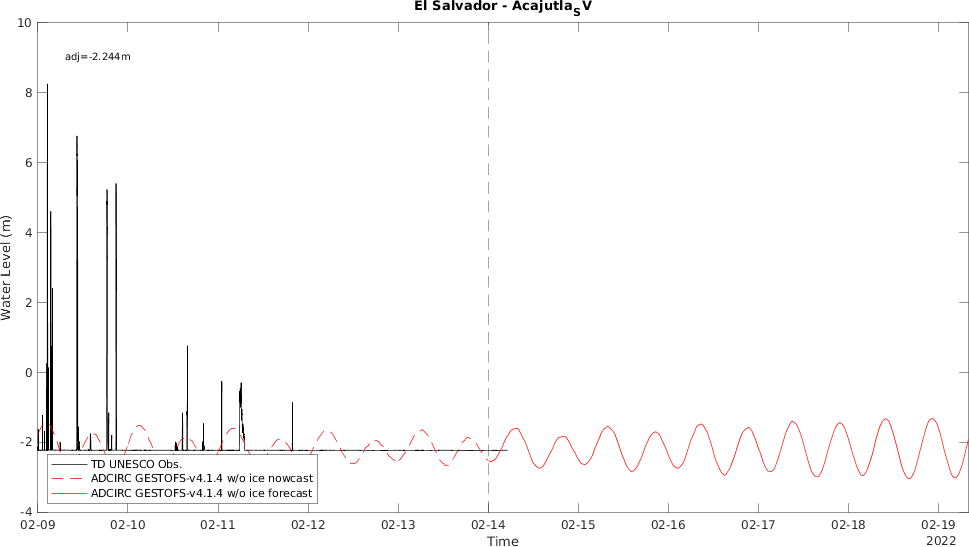 El Salvador - Acajutla_SV
adj=-2.244m
Water Level (m)
10
8
6
4
2
0
-2
-4
TD UNESCO Obs.
ADCIRC GESTOFS-v4.1.4 w/o ice nowcast
ADCIRC GESTOFS-v4.1.4 w/o ice forecast
02-09 02-10 02-11 02-12 02-13 02-14 02-15 02-16 02-17 02-18 02-19
Time
2022